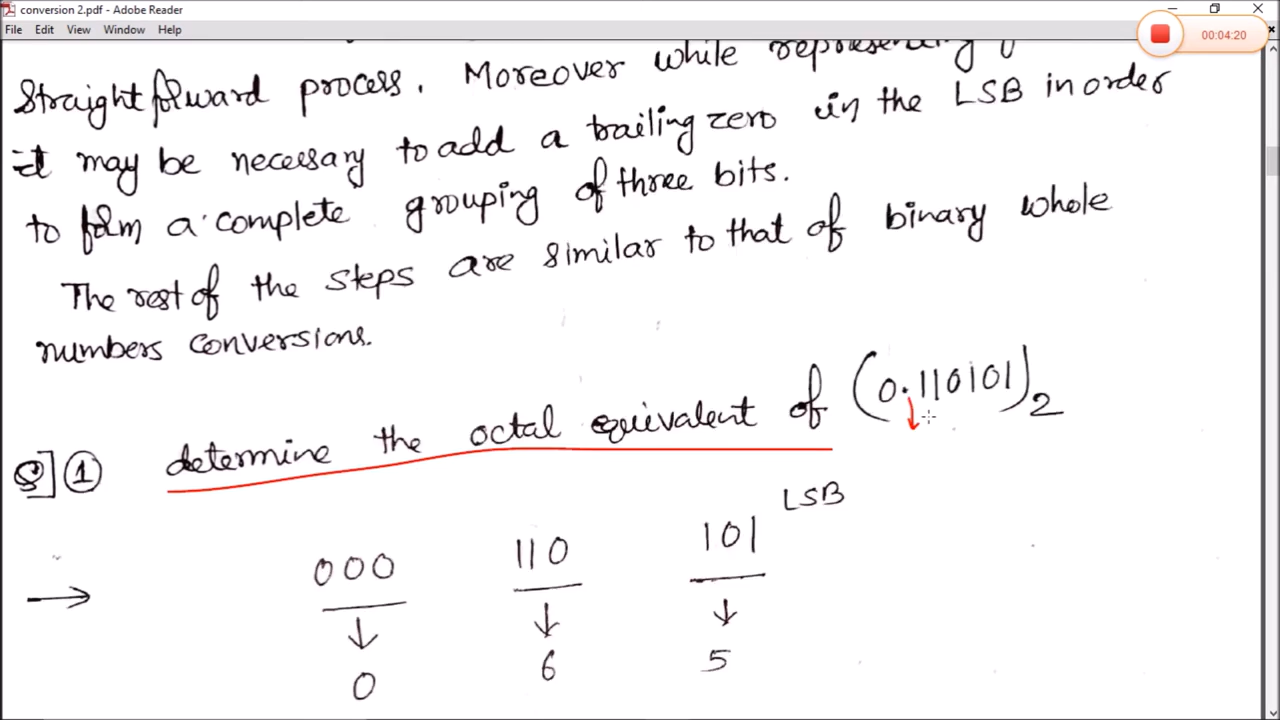 conversion 2.pdf - Adobe Reader
File Edit View Window Help
00:04:20
straight forward process. Moreover while representing
it may be necessary to add a trailing zero in the LSB in order
to form a complete grouping of three bits.
The rest of the steps are similar to that of binary whole
numbers conversions.
Q] 1 determine the octal equivalent of (0.110101)2
LSB
000 110 101
→ ↓ ↓ ↓
0 6 5